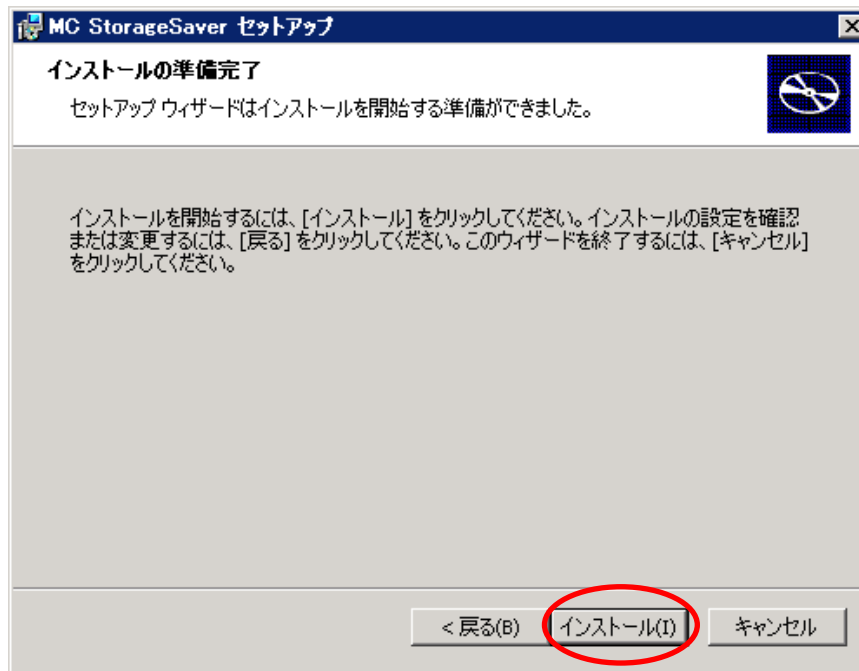 MC StorageSaver セットアップ
インストールの準備完了
セットアップ ウィザードはインストールを開始する準備ができました。
インストールを開始するには、[インストール] をクリックしてください。インストールの設定を確認
または変更するには、[戻る] をクリックしてください。このウィザードを終了するには、[キャンセル]
をクリックしてください。
< 戻る(B) インストール(I) キャンセル